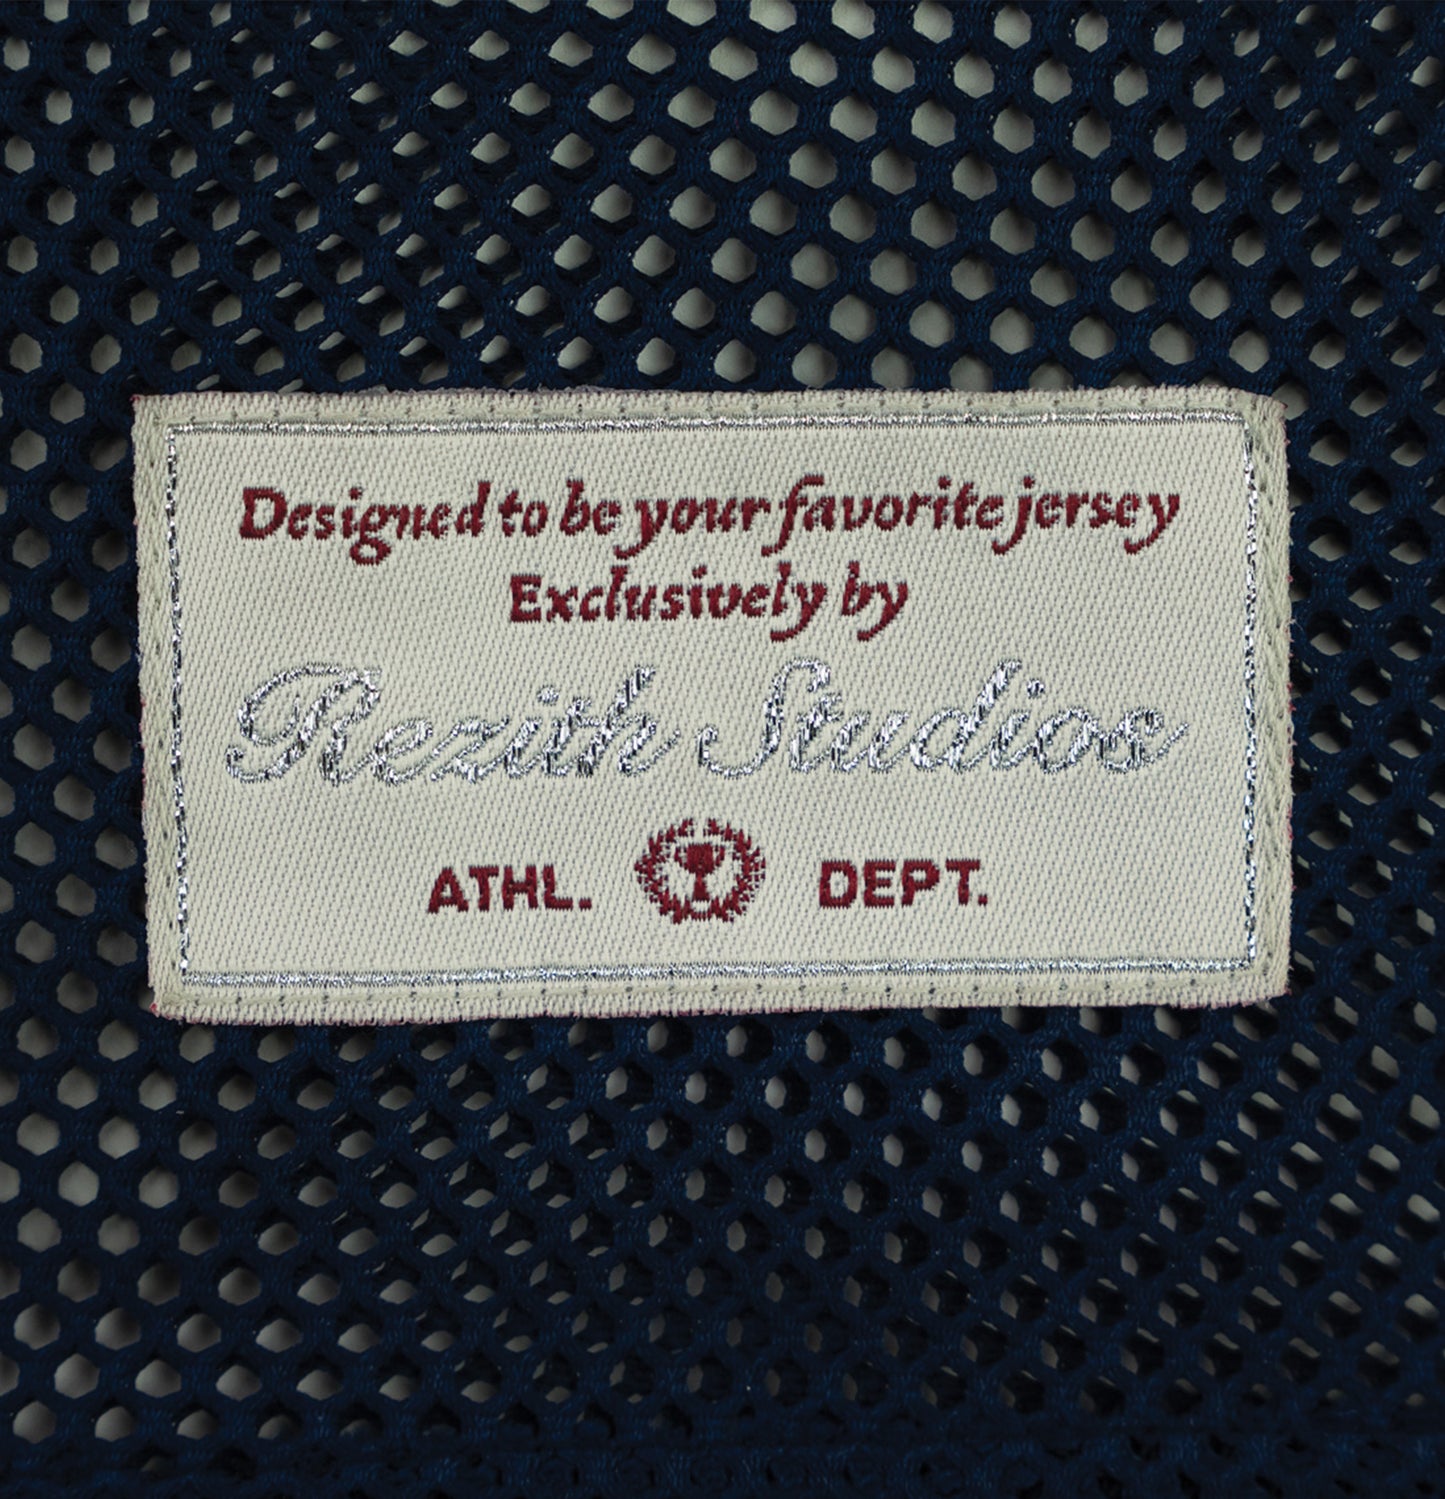 Designed to be your favorite jersey
Exclusively by
Rezith Studios
ATHL. DEPT.